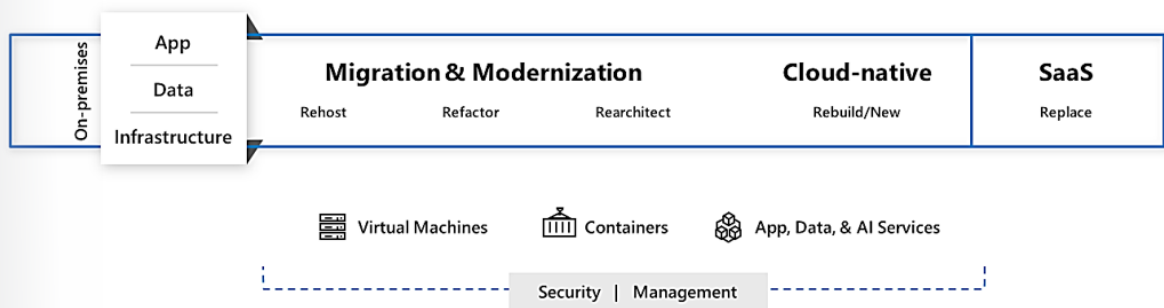 On-premises
App
Data
Infrastructure
Migration & Modernization
Rehost Refactor Rearchitect
Cloud-native
Rebuild/New
SaaS
Replace
Virtual Machines Containers App, Data, & AI Services
Security | Management